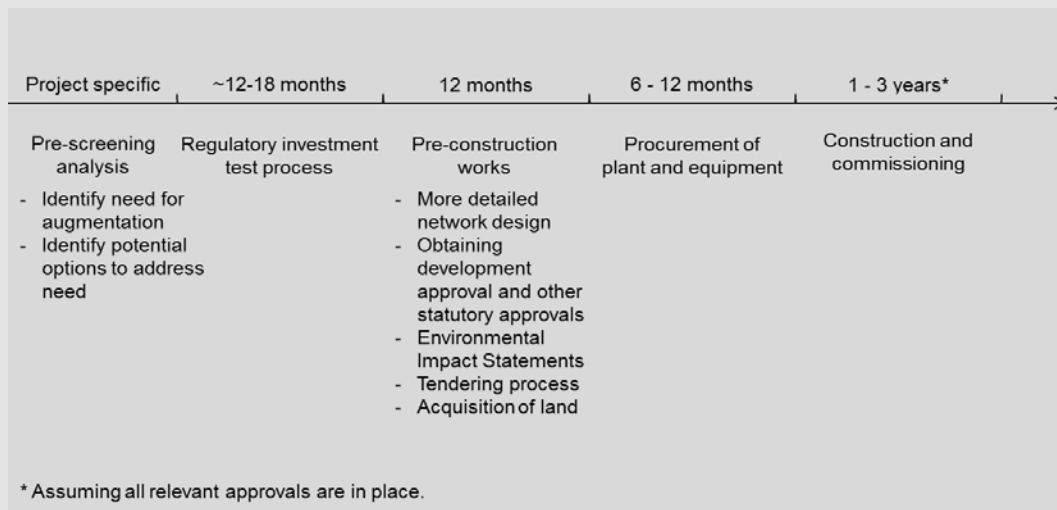 Project specific
~12-18 months
12 months
6 - 12 months
1 - 3 years*
Pre-screening
analysis
- Identify need for
augmentation
- Identify potential
options to address
need
Regulatory investment
test process
Pre-construction
works
- More detailed
network design
- Obtaining
development
approval and other
statutory approvals
- Environmental
Impact Statements
- Tendering process
- Acquisition of land
Procurement of
plant and equipment
Construction and
commissioning
* Assuming all relevant approvals are in place.